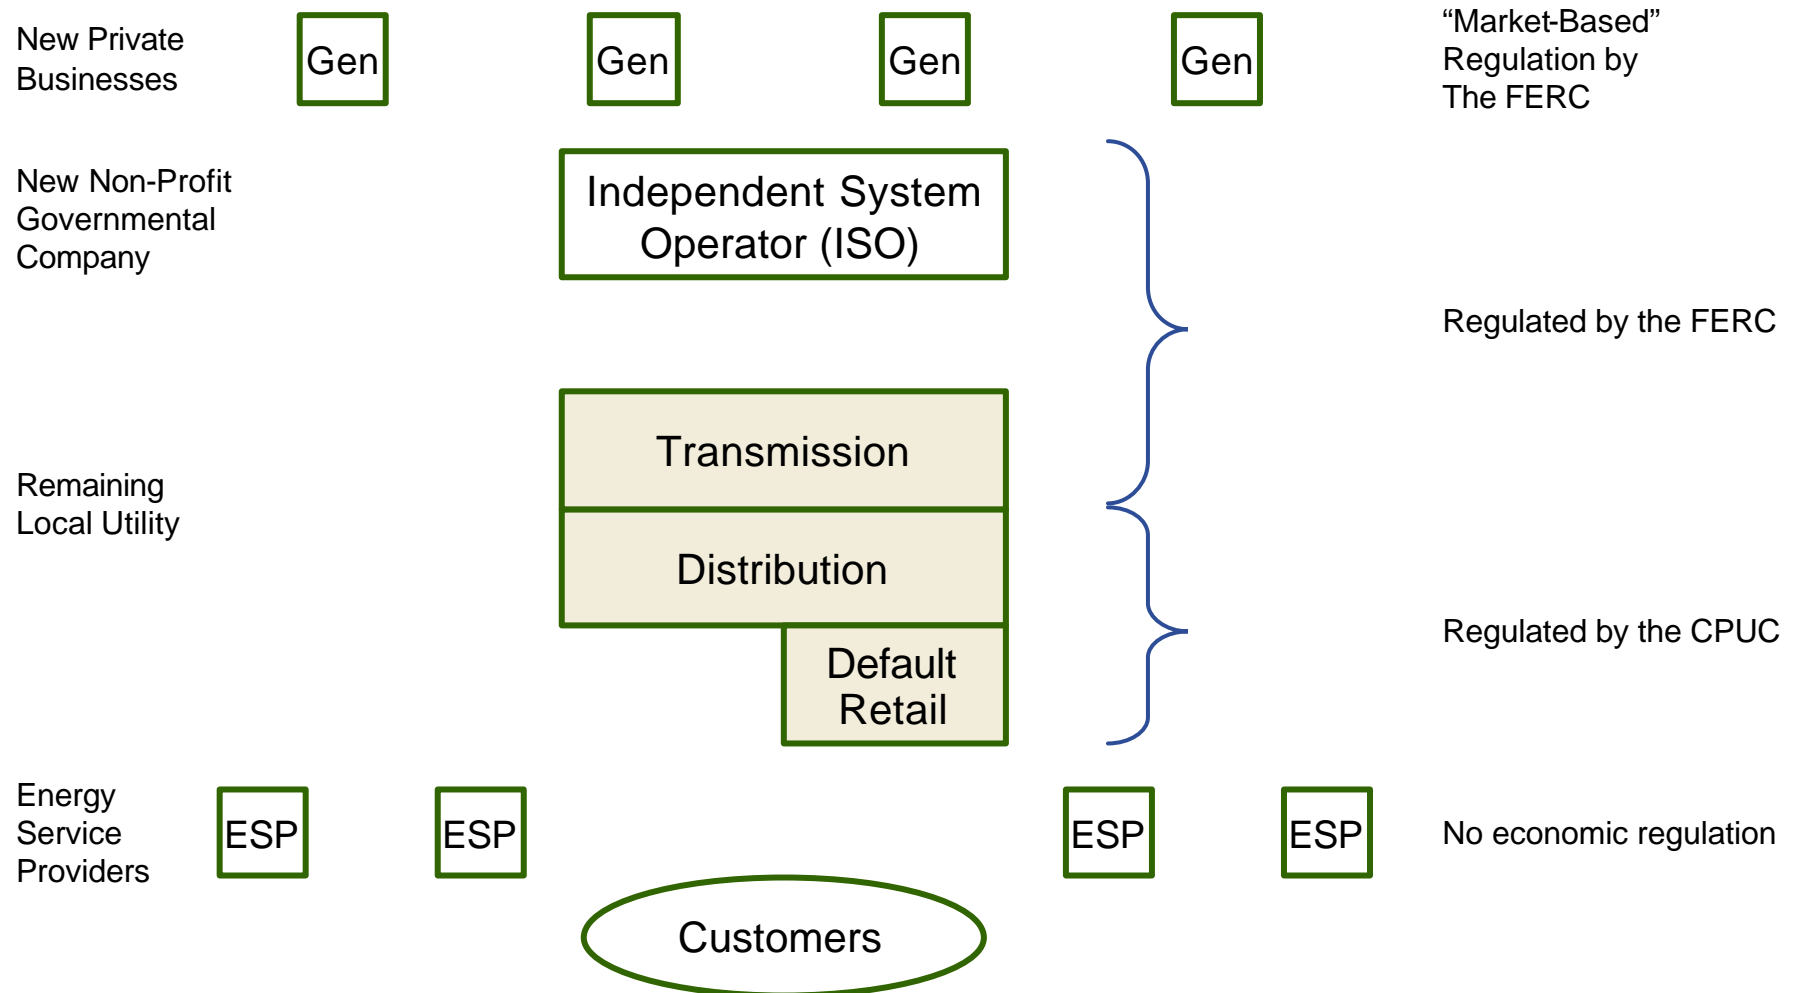 New Private
Businesses
Gen
Gen
Gen
Gen
“Market-Based”
Regulation by
The FERC
New Non-Profit
Governmental
Company
Independent System
Operator (ISO)
Regulated by the FERC
Remaining
Local Utility
Transmission
Distribution
Default
Retail
Regulated by the CPUC
Energy
Service
Providers
ESP
ESP
ESP
ESP
No economic regulation
Customers